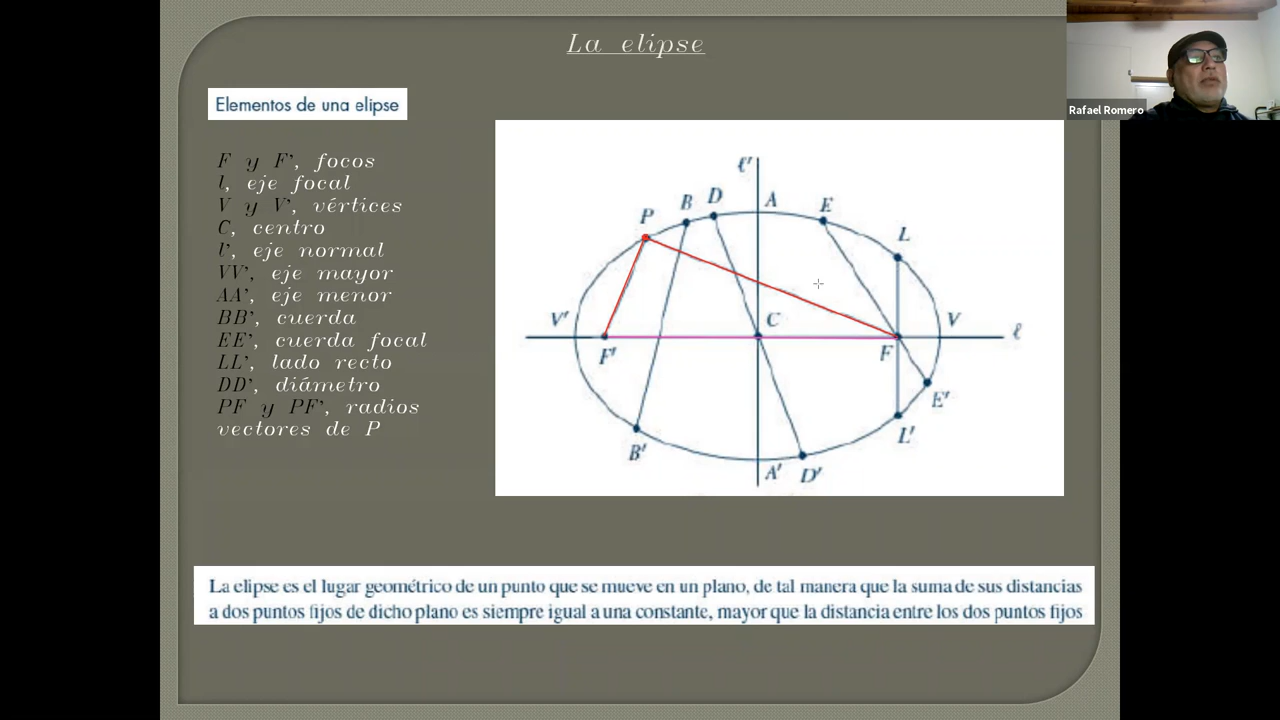 La elipse
Rafael Romero
Elementos de una elipse
F y F', focos
l, eje focal
V y V', vértices
C, centro
l', eje normal
VV', eje mayor
AA', eje menor
BB', cuerda
EE', cuerda focal
LL', lado recto
DD', diámetro
PF y PF', radios
vectores de P
ℓ'
P B D A E L
V' C V ℓ
F' F
E'
B' L'
A' D'
La elipse es el lugar geométrico de un punto que se mueve en un plano, de tal manera que la suma de sus distancias
a dos puntos fijos de dicho plano es siempre igual a una constante, mayor que la distancia entre los dos puntos fijos